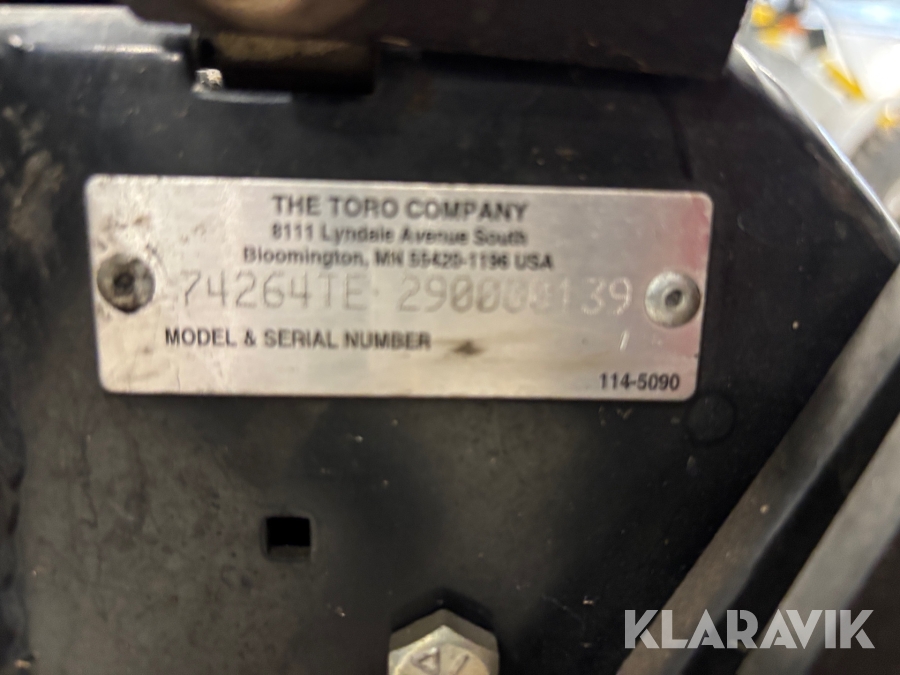 THE TORO COMPANY
8111 Lyndale Avenue South
Bloomington, MN 55420-1196 USA
74264TE 290000139
MODEL & SERIAL NUMBER
114-5090
KLARAVIK